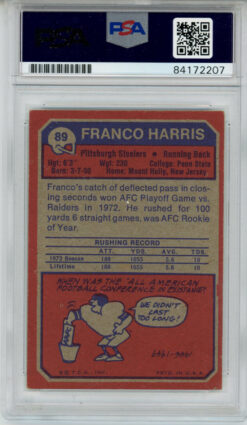 PSA
84172207
89 FRANCO HARRIS
Pittsburgh Steelers • Running Back
Hgt: 6'2" Wgt: 230 College: Penn State
Born: 3-7-50 Home: Mount Holly, New Jersey
Franco's catch of deflected pass in clos-
ing seconds won AFC Playoff Game vs.
Raiders in 1972. He rushed for 100
yards 6 straight games, was AFC Rookie
of Year.
RUSHING RECORD
ATT. YDS. AVG. TDS.
1972 Season 188 1055 5.6 10
Lifetime 188 1055 5.6 10
WHEN WAS THE ALL AMERICAN
FOOTBALL CONFERENCE IN EXISTANCE?
WE DIDN'T
LAST TOO
LONG!
AAFC
1946-1949
©T.C.G., INC. PRTD. IN U.S.A.